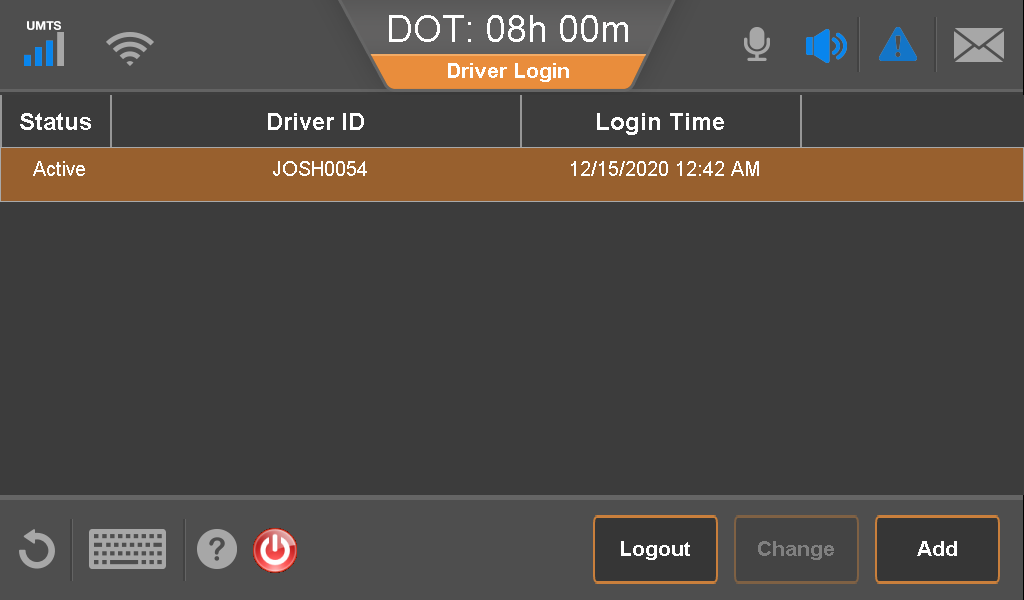 UMTS
DOT: 08h 00m
Driver Login
Status Driver ID Login Time
Active JOSH0054 12/15/2020 12:42 AM
? Logout Change Add